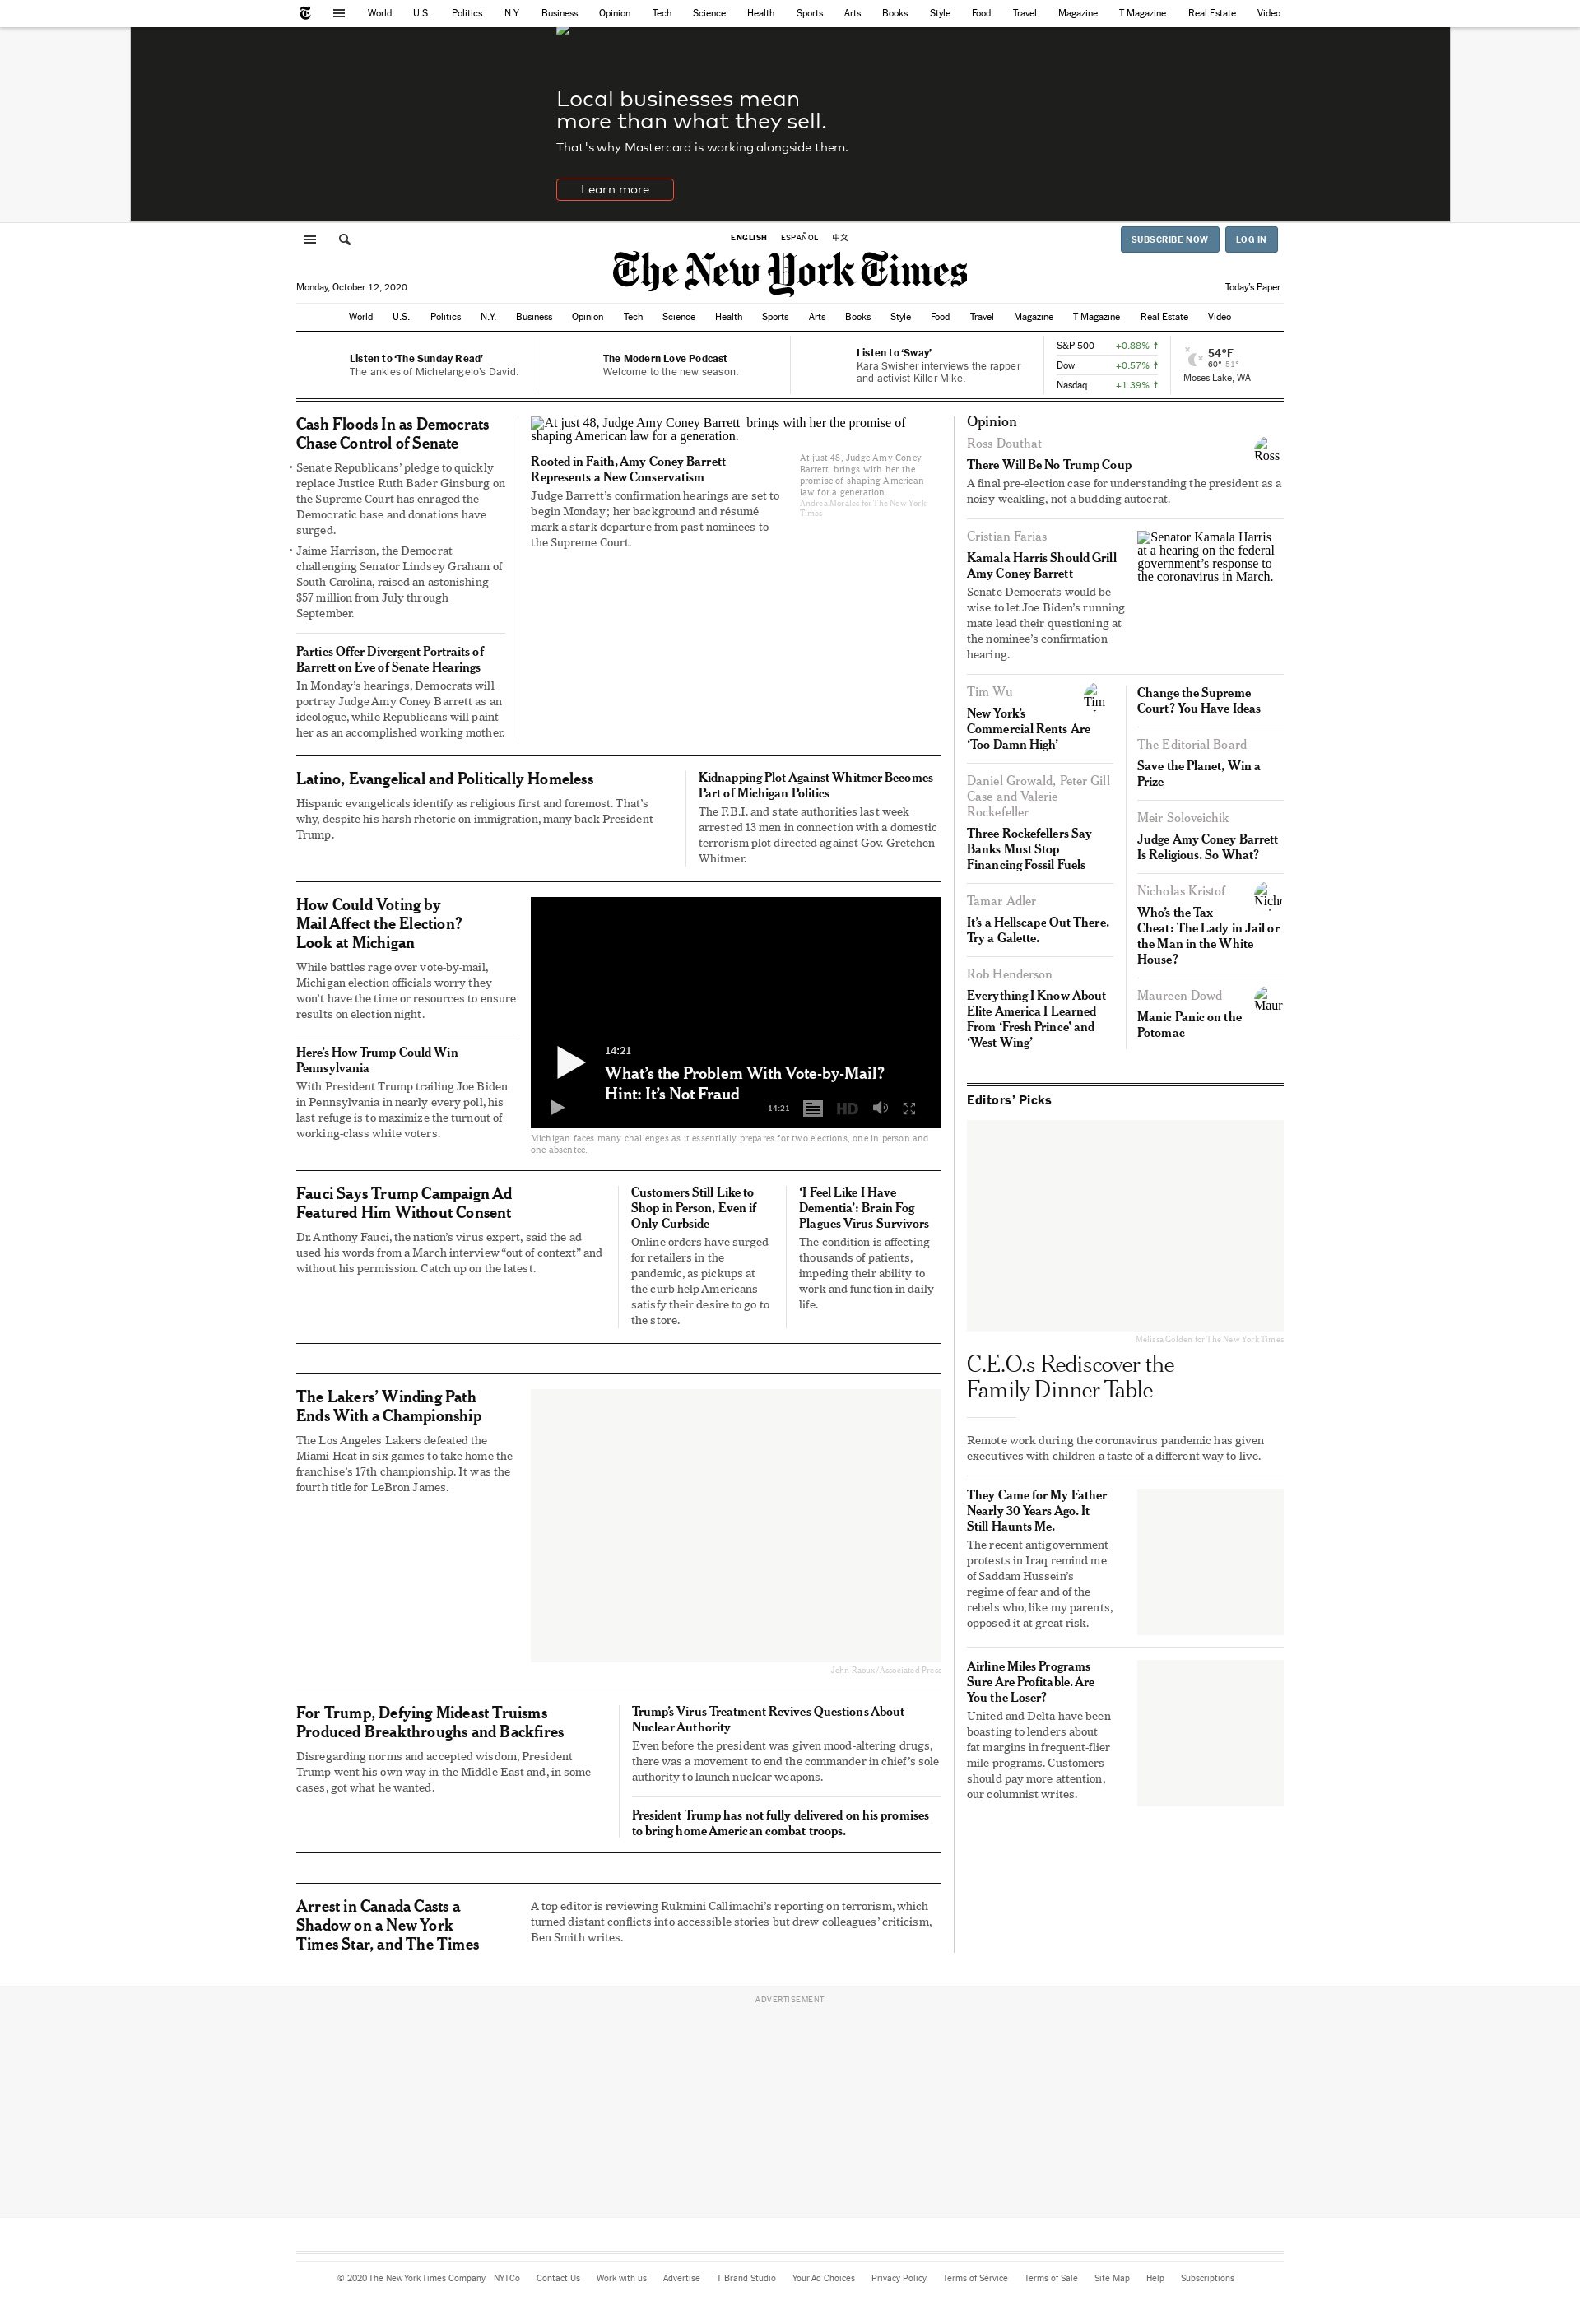 World U.S. Politics N.Y. Business Opinion Tech Science Health Sports Arts Books Style Food Travel Magazine T Magazine Real Estate Video
Local businesses mean
more than what they sell.
That's why Mastercard is working alongside them.
Learn more
ENGLISH ESPAÑOL 中文
SUBSCRIBE NOW LOG IN
The New York Times
Monday, October 12, 2020
Today's Paper
World U.S. Politics N.Y. Business Opinion Tech Science Health Sports Arts Books Style Food Travel Magazine T Magazine Real Estate Video
Listen to ‘The Sunday Read’
The ankles of Michelangelo’s David.
The Modern Love Podcast
Welcome to the new season.
Listen to ‘Sway’
Kara Swisher interviews the rapper
and activist Killer Mike.
S&P 500 +0.88% ↑
Dow +0.57% ↑
Nasdaq +1.39% ↑
54°F
60° 51°
Moses Lake, WA
Cash Floods In as Democrats
Chase Control of Senate
• Senate Republicans’ pledge to quickly
replace Justice Ruth Bader Ginsburg on
the Supreme Court has enraged the
Democratic base and donations have
surged.
• Jaime Harrison, the Democrat
challenging Senator Lindsey Graham of
South Carolina, raised an astonishing
$57 million from July through
September.
Parties Offer Divergent Portraits of
Barrett on Eve of Senate Hearings
In Monday’s hearings, Democrats will
portray Judge Amy Coney Barrett as an
ideologue, while Republicans will paint
her as an accomplished working mother.
At just 48, Judge Amy Coney Barrett  brings with her the promise of
shaping American law for a generation.
Rooted in Faith, Amy Coney Barrett
Represents a New Conservatism
Judge Barrett’s confirmation hearings are set to
begin Monday; her background and résumé
mark a stark departure from past nominees to
the Supreme Court.
At just 48, Judge Amy Coney
Barrett  brings with her the
promise of shaping American
law for a generation.
Andrea Morales for The New York
Times
Latino, Evangelical and Politically Homeless
Hispanic evangelicals identify as religious first and foremost. That’s
why, despite his harsh rhetoric on immigration, many back President
Trump.
Kidnapping Plot Against Whitmer Becomes
Part of Michigan Politics
The F.B.I. and state authorities last week
arrested 13 men in connection with a domestic
terrorism plot directed against Gov. Gretchen
Whitmer.
How Could Voting by
Mail Affect the Election?
Look at Michigan
While battles rage over vote-by-mail,
Michigan election officials worry they
won’t have the time or resources to ensure
results on election night.
Here’s How Trump Could Win
Pennsylvania
With President Trump trailing Joe Biden
in Pennsylvania in nearly every poll, his
last refuge is to maximize the turnout of
working-class white voters.
14:21
What’s the Problem With Vote-by-Mail?
Hint: It’s Not Fraud
14:21 HD
Michigan faces many challenges as it essentially prepares for two elections, one in person and
one absentee.
Fauci Says Trump Campaign Ad
Featured Him Without Consent
Dr. Anthony Fauci, the nation’s virus expert, said the ad
used his words from a March interview “out of context” and
without his permission. Catch up on the latest.
Customers Still Like to
Shop in Person, Even if
Only Curbside
Online orders have surged
for retailers in the
pandemic, as pickups at
the curb help Americans
satisfy their desire to go to
the store.
‘I Feel Like I Have
Dementia’: Brain Fog
Plagues Virus Survivors
The condition is affecting
thousands of patients,
impeding their ability to
work and function in daily
life.
The Lakers’ Winding Path
Ends With a Championship
The Los Angeles Lakers defeated the
Miami Heat in six games to take home the
franchise’s 17th championship. It was the
fourth title for LeBron James.
John Raoux/Associated Press
For Trump, Defying Mideast Truisms
Produced Breakthroughs and Backfires
Disregarding norms and accepted wisdom, President
Trump went his own way in the Middle East and, in some
cases, got what he wanted.
Trump’s Virus Treatment Revives Questions About
Nuclear Authority
Even before the president was given mood-altering drugs,
there was a movement to end the commander in chief’s sole
authority to launch nuclear weapons.
President Trump has not fully delivered on his promises
to bring home American combat troops.
Arrest in Canada Casts a
Shadow on a New York
Times Star, and The Times
A top editor is reviewing Rukmini Callimachi’s reporting on terrorism, which
turned distant conflicts into accessible stories but drew colleagues’ criticism,
Ben Smith writes.
Opinion
Ross Douthat
Ross
There Will Be No Trump Coup
A final pre-election case for understanding the president as a
noisy weakling, not a budding autocrat.
Cristian Farias
Kamala Harris Should Grill
Amy Coney Barrett
Senate Democrats would be
wise to let Joe Biden’s running
mate lead their questioning at
the nominee’s confirmation
hearing.
Senator Kamala Harris
at a hearing on the federal
government’s response to
the coronavirus in March.
Tim Wu
Tim
New York’s
Commercial Rents Are
‘Too Damn High’
Daniel Growald, Peter Gill
Case and Valerie
Rockefeller
Three Rockefellers Say
Banks Must Stop
Financing Fossil Fuels
Tamar Adler
It’s a Hellscape Out There.
Try a Galette.
Rob Henderson
Everything I Know About
Elite America I Learned
From ‘Fresh Prince’ and
‘West Wing’
Change the Supreme
Court? You Have Ideas
The Editorial Board
Save the Planet, Win a
Prize
Meir Soloveichik
Judge Amy Coney Barrett
Is Religious. So What?
Nicholas Kristof
Nicho
Who’s the Tax
Cheat: The Lady in Jail or
the Man in the White
House?
Maureen Dowd
Maur
Manic Panic on the
Potomac
Editors’ Picks
Melissa Golden for The New York Times
C.E.O.s Rediscover the
Family Dinner Table
Remote work during the coronavirus pandemic has given
executives with children a taste of a different way to live.
They Came for My Father
Nearly 30 Years Ago. It
Still Haunts Me.
The recent antigovernment
protests in Iraq remind me
of Saddam Hussein’s
regime of fear and of the
rebels who, like my parents,
opposed it at great risk.
Airline Miles Programs
Sure Are Profitable. Are
You the Loser?
United and Delta have been
boasting to lenders about
fat margins in frequent-flier
mile programs. Customers
should pay more attention,
our columnist writes.
ADVERTISEMENT
© 2020 The New York Times Company NYTCo Contact Us Work with us Advertise T Brand Studio Your Ad Choices Privacy Policy Terms of Service Terms of Sale Site Map Help Subscriptions